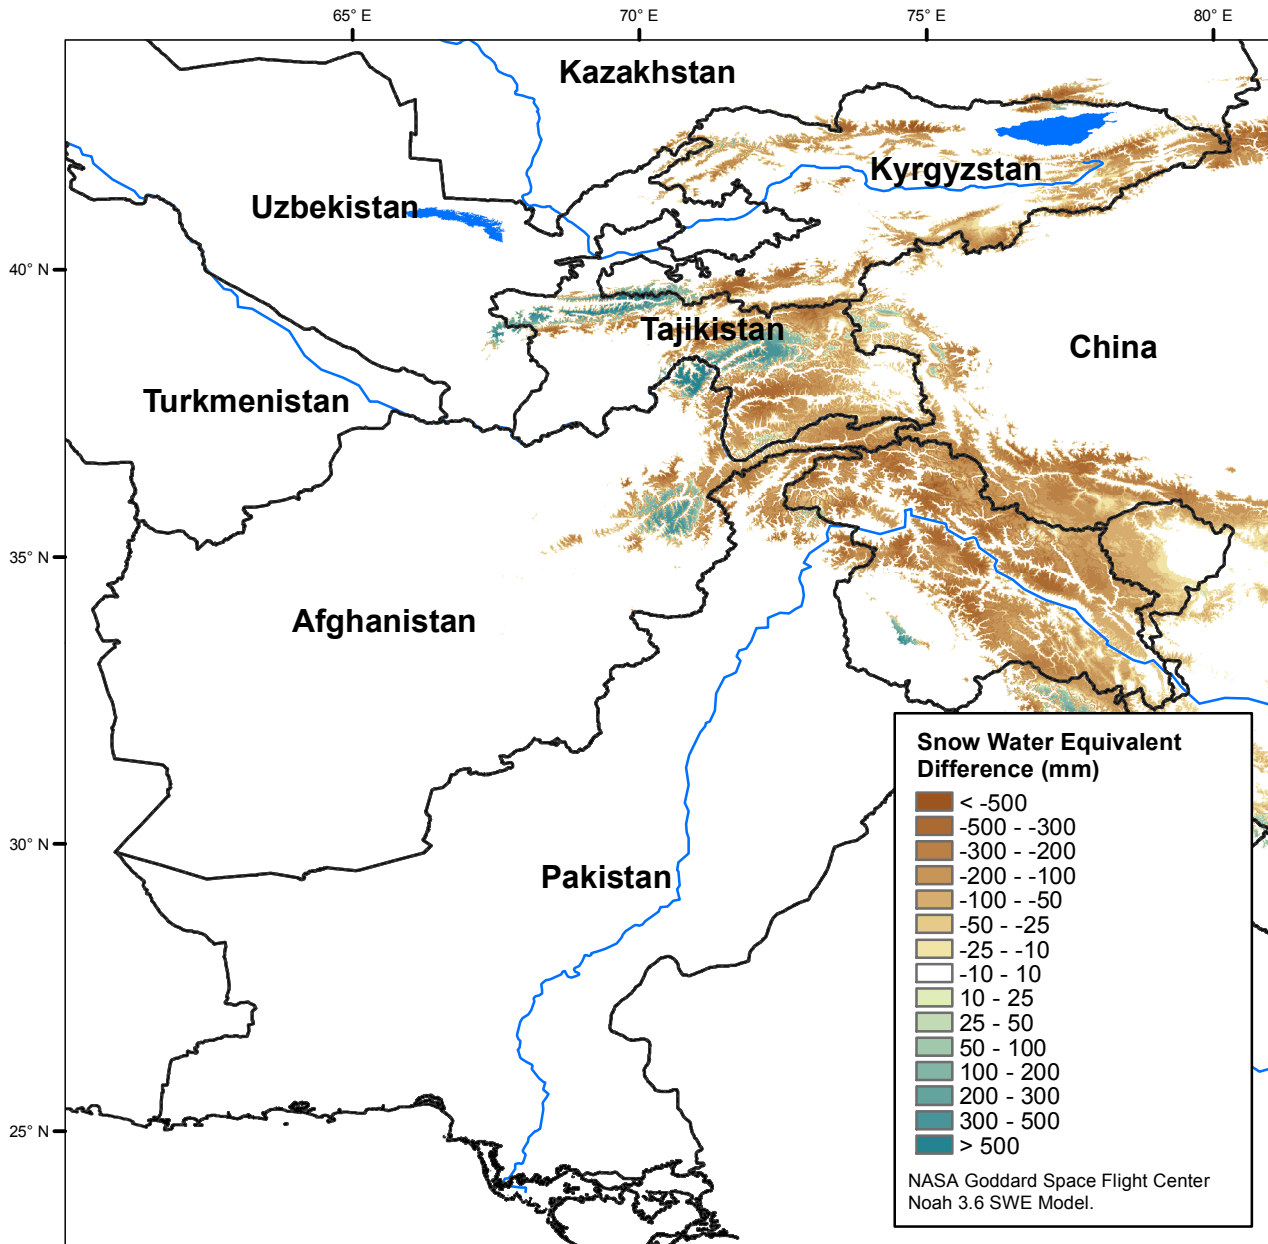 65° E
70° E
75° E
80° E
Kazakhstan
Kyrgyzstan
Uzbekistan
40° N
Tajikistan
China
Turkmenistan
35° N
Afghanistan
30° N
Pakistan
25° N
Snow Water Equivalent
Difference (mm)
< -500
-500 - -300
-300 - -200
-200 - -100
-100 - -50
-50 - -25
-25 - -10
-10 - 10
10 - 25
25 - 50
50 - 100
100 - 200
200 - 300
300 - 500
> 500
NASA Goddard Space Flight Center
Noah 3.6 SWE Model.